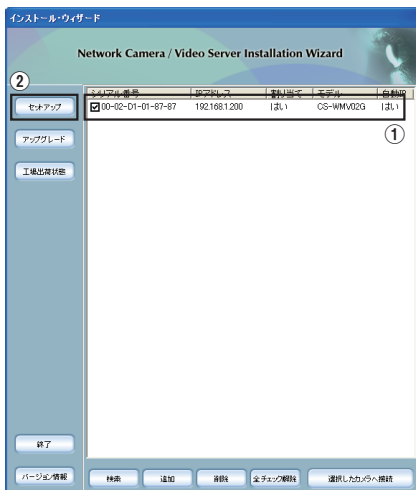 インストール・ウィザード
Network Camera / Video Server Installation Wizard
②
シリアル番号 IPアドレス 割り当て モデル 自動IP
00-02-D1-01-87-87 192.168.1.200 はい CS-WMV02G はい
①
セットアップ
アップグレード
工場出荷状態
終了
バージョン情報
検索 追加 削除 全チェック解除 選択したカメラへ接続